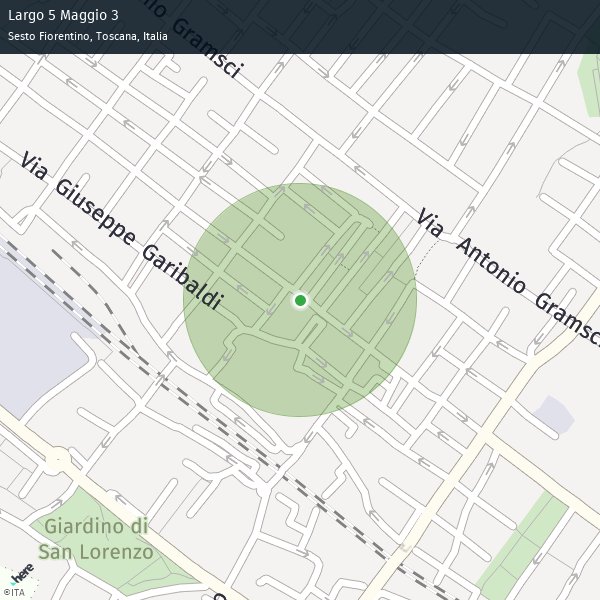 Largo 5 Maggio 3
Sesto Fiorentino, Toscana, Italia
Antonio Gramsci
Via Giuseppe Garibaldi
Via Antonio Gramsci
Giardino di
San Lorenzo
here
©ITA